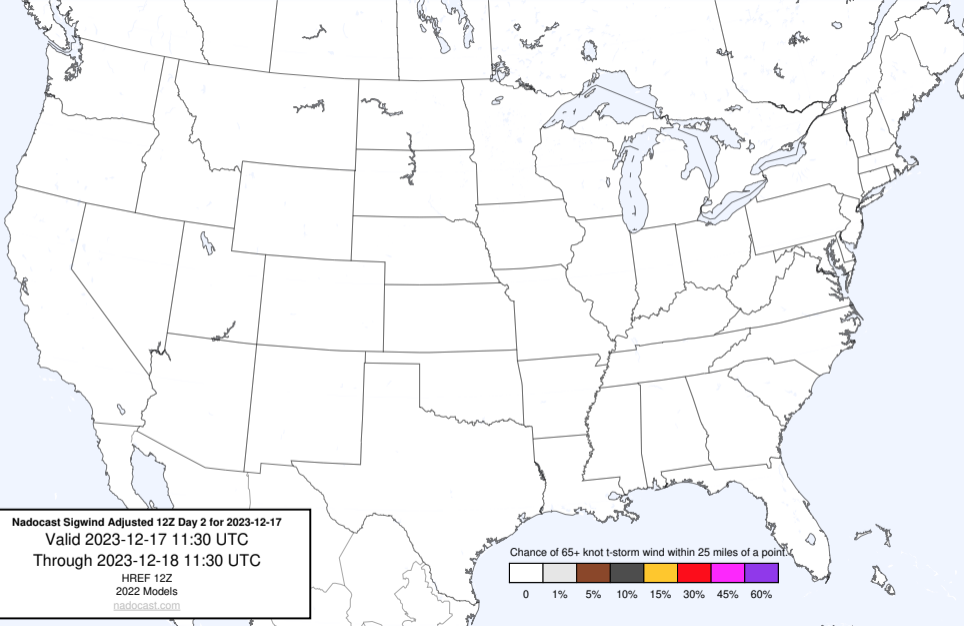 Nadocast Sigwind Adjusted 12Z Day 2 for 2023-12-17
Valid 2023-12-17 11:30 UTC
Through 2023-12-18 11:30 UTC
HREF 12Z
2022 Models
nadocast.com
Chance of 65+ knot t-storm wind within 25 miles of a point.
0 1% 5% 10% 15% 30% 45% 60%